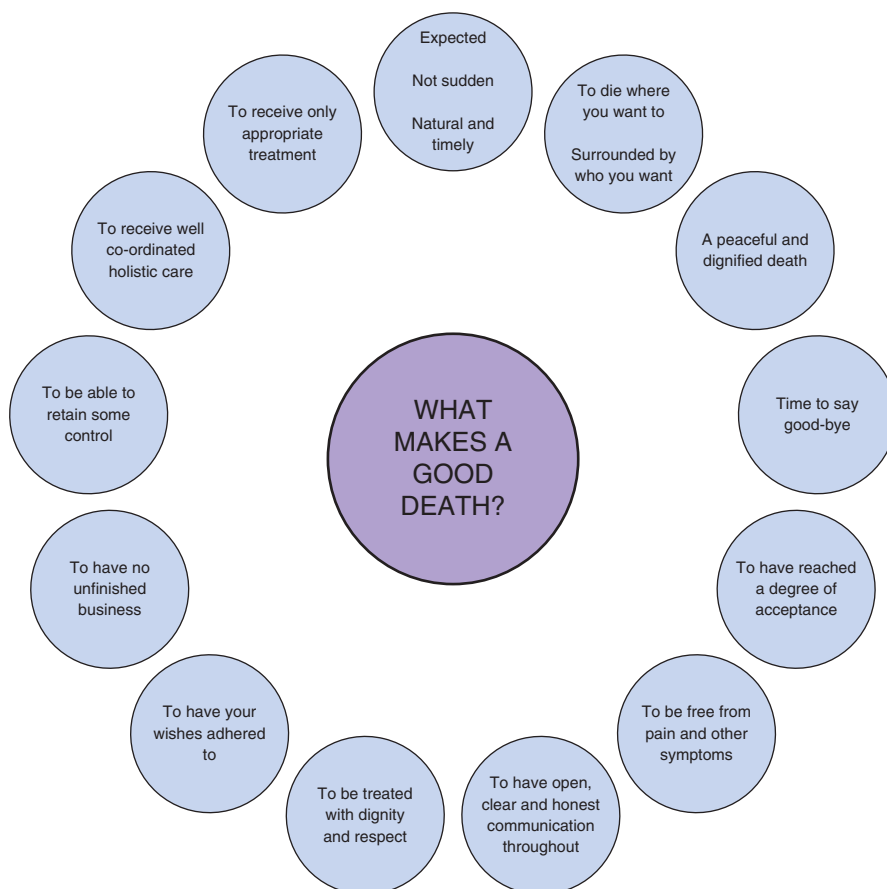 Expected
Not sudden
Natural and
timely
To die where
you want to
Surrounded by
who you want
A peaceful and
dignified death
Time to say
good-bye
To have reached
a degree of
acceptance
To be free from
pain and other
symptoms
To have open,
clear and honest
communication
throughout
To be treated
with dignity
and respect
To have your
wishes adhered
to
To have no
unfinished
business
To be able to
retain some
control
To receive well
co-ordinated
holistic care
To receive only
appropriate
treatment
WHAT
MAKES A
GOOD
DEATH?